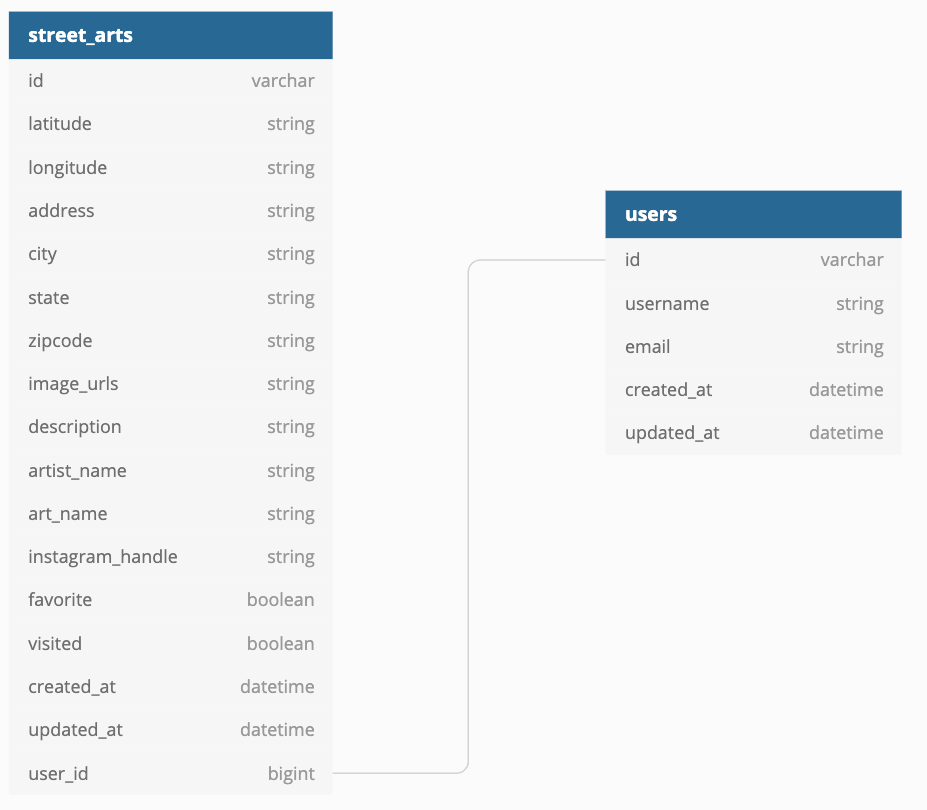 street_arts
id varchar
latitude string
longitude string
address string
city string
state string
zipcode string
image_urls string
description string
artist_name string
art_name string
instagram_handle string
favorite boolean
visited boolean
created_at datetime
updated_at datetime
user_id bigint
users
id varchar
username string
email string
created_at datetime
updated_at datetime